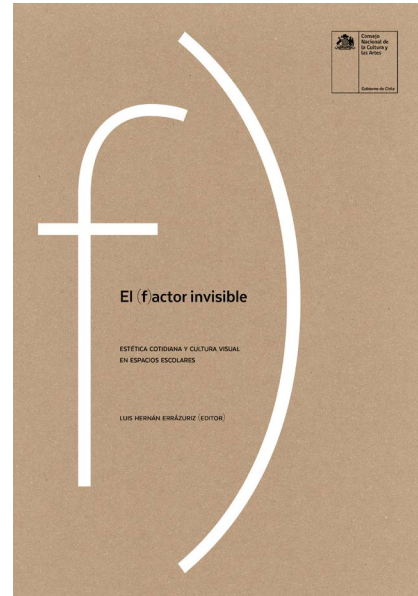 Consejo
Nacional de
la Cultura y
las Artes
Gobierno de Chile
f)
El (f)actor invisible
ESTÉTICA COTIDIANA Y CULTURA VISUAL
EN ESPACIOS ESCOLARES
LUIS HERNÁN ERRÁZURIZ (EDITOR)